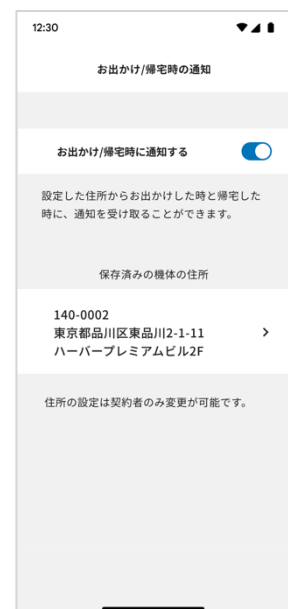 12:30
お出かけ/帰宅時の通知
お出かけ/帰宅時に通知する
設定した住所からお出かけした時と帰宅した
時に、通知を受け取ることができます。
保存済みの機体の住所
140-0002
東京都品川区東品川2-1-11
ハーバープレミアムビル2F
住所の設定は契約者のみ変更が可能です。